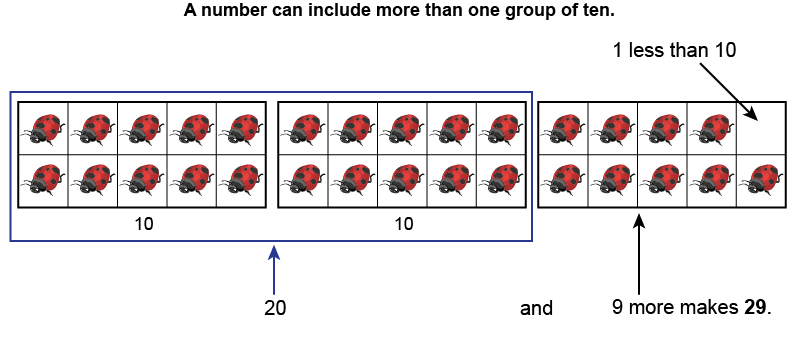 A number can include more than one group of ten.
1 less than 10
10 10
20 and 9 more makes 29.